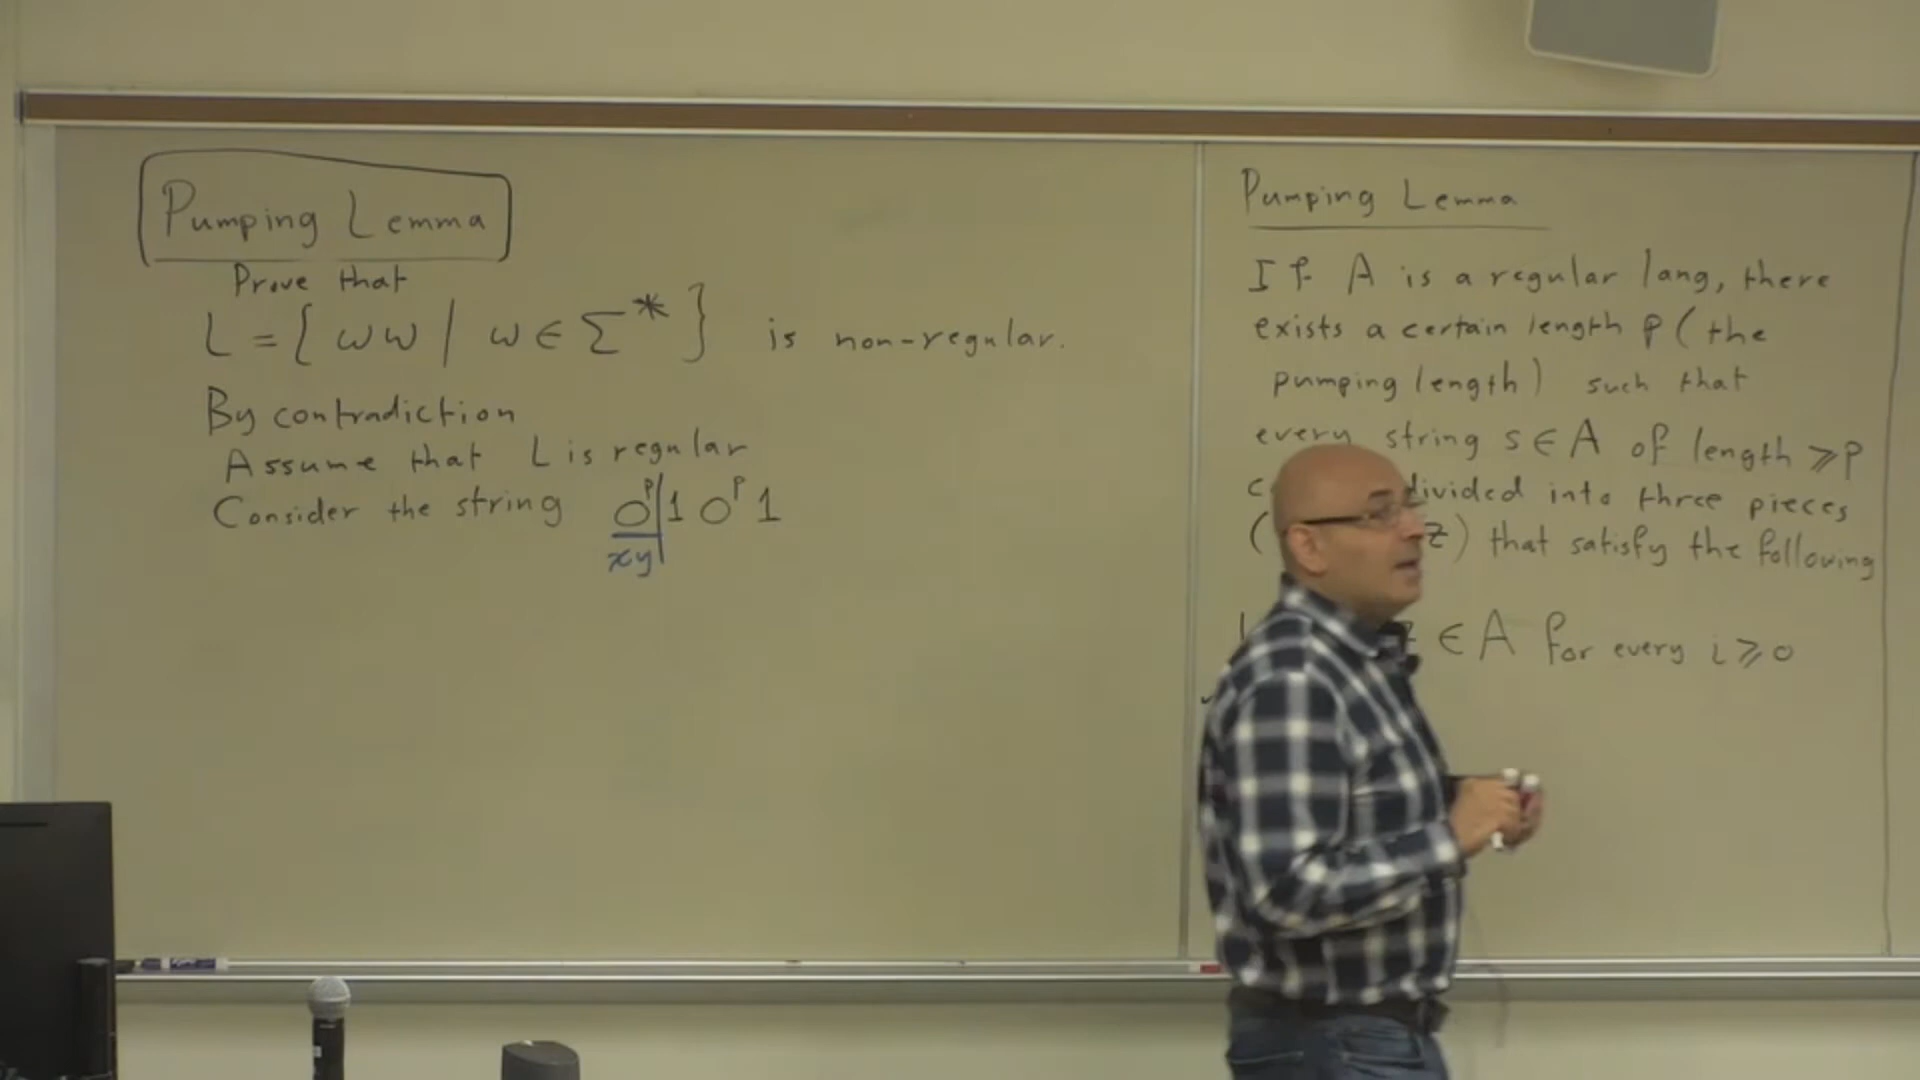 Pumping Lemma
Prove that
L = { ww / w ∈ Σ* } is non-regular.
By contradiction
Assume that L is regular
Consider the string 0ᵖ|1 0ᵖ 1
xy
Pumping Lemma
If A is a regular lang, there
exists a certain length p (the
pumping length) such that
every string s ∈ A of length ⩾ p
divided into three pieces
( z) that satisfy the following
∈ A for every i ⩾ 0